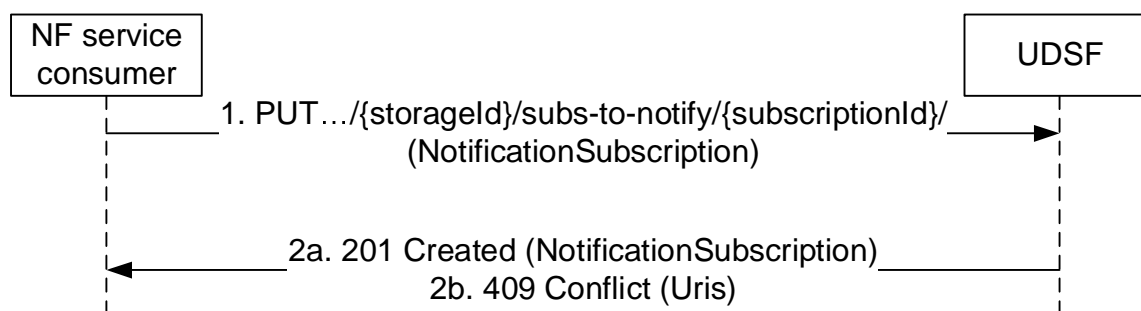 NF service
consumer
UDSF
1. PUT…/{storageId}/subs-to-notify/{subscriptionId}/
(NotificationSubscription)
2a. 201 Created (NotificationSubscription)
2b. 409 Conflict (Uris)